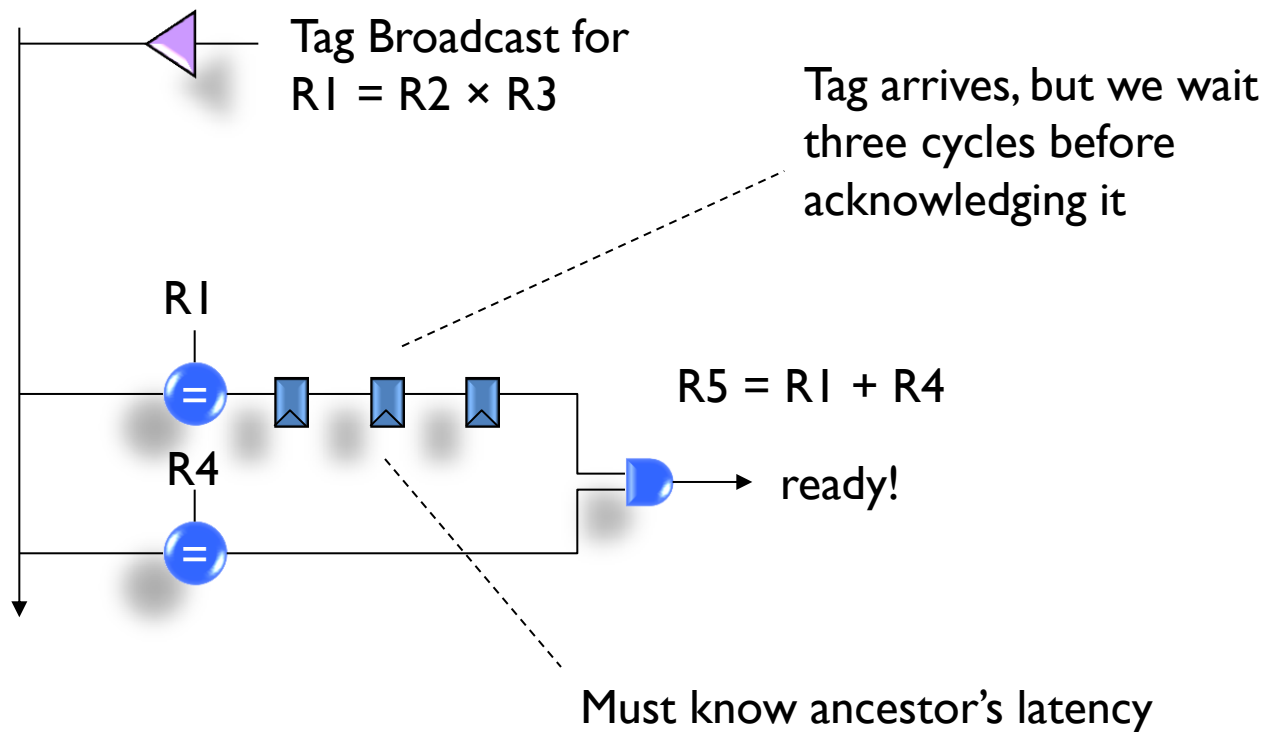 Tag Broadcast for
R1 = R2 × R3
Tag arrives, but we wait
three cycles before
acknowledging it
R1
=
R5 = R1 + R4
R4
ready!
=
Must know ancestor's latency